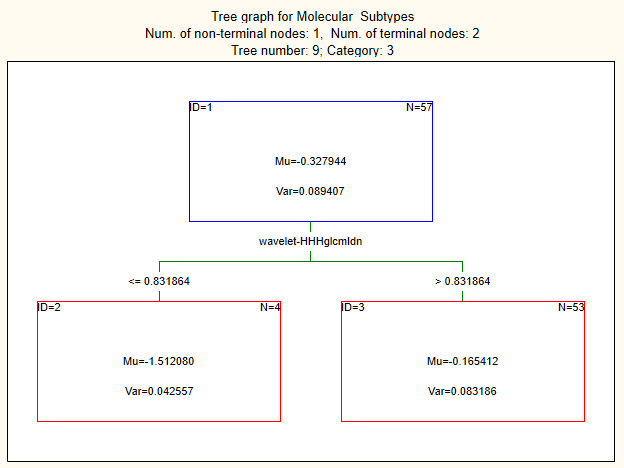 Tree graph for Molecular  Subtypes
Num. of non-terminal nodes: 1,  Num. of terminal nodes: 2
Tree number: 9; Category: 3
ID=1 N=57
Mu=-0.327944
Var=0.089407
wavelet-HHHglcmIdn
<= 0.831864 > 0.831864
ID=2 N=4 ID=3 N=53
Mu=-1.512080 Mu=-0.165412
Var=0.042557 Var=0.083186